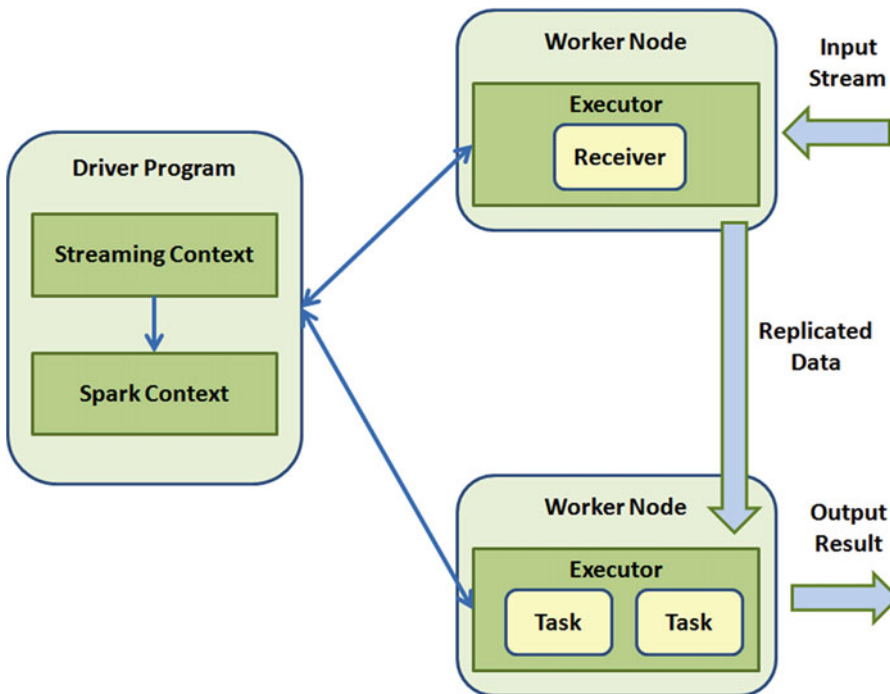 Driver Program
Streaming Context
Spark Context
Worker Node
Executor
Receiver
Input
Stream
Replicated
Data
Worker Node
Executor
Task
Task
Output
Result